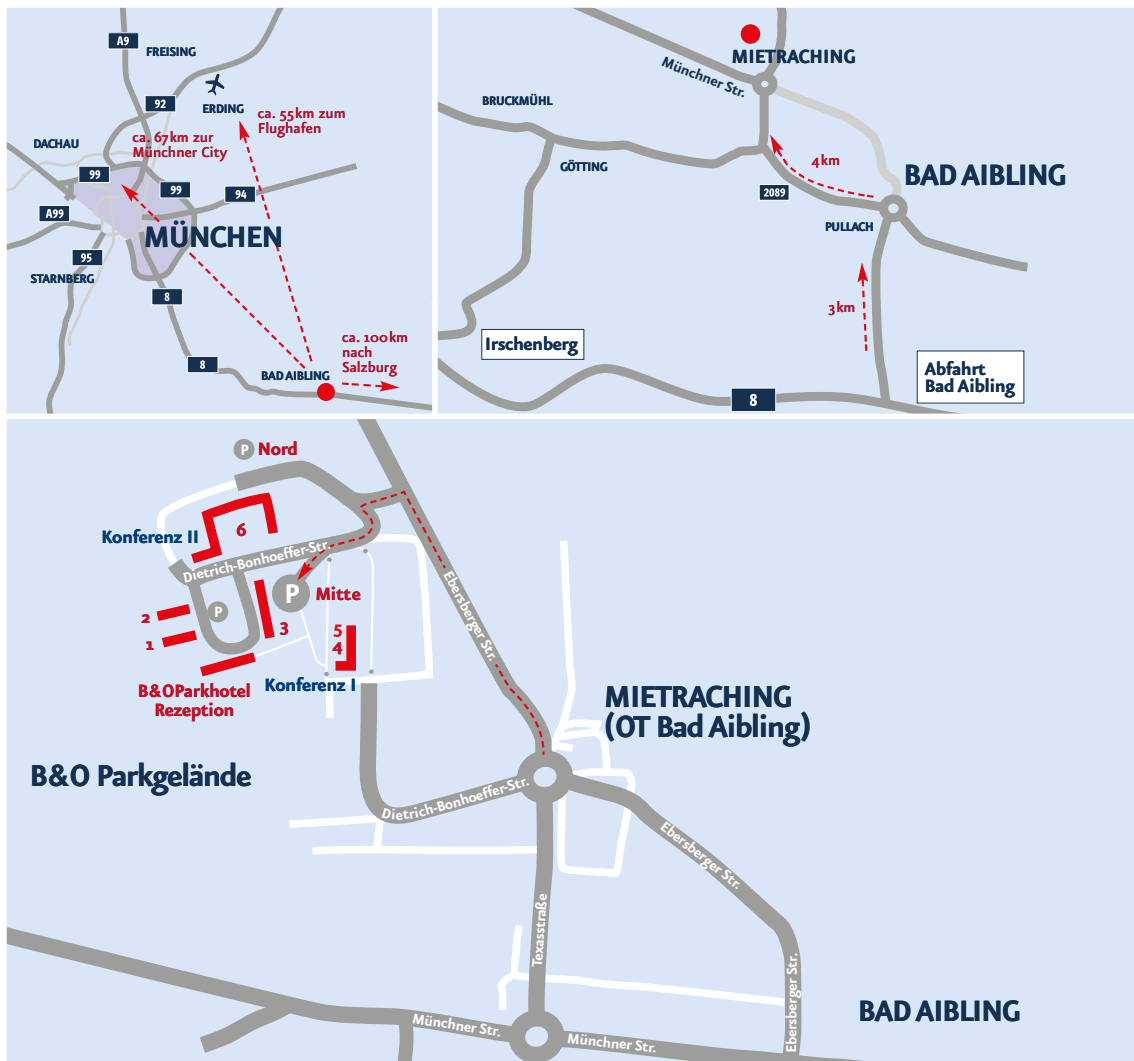 A9
FREISING
92
ERDING
ca. 55km zum
Flughafen
DACHAU
ca. 67km zur
Münchner City
99
99
94
A99
MÜNCHEN
95
STARNBERG
8
8
ca. 100km
nach
Salzburg
BAD AIBLING
MIETRACHING
Münchner Str.
BRUCKMÜHL
GÖTTING
4km
2089
BAD AIBLING
PULLACH
3km
Irschenberg
Abfahrt
Bad Aibling
8
P Nord
6
Konferenz II
Dietrich-Bonhoeffer-Str.
P
Mitte
P
2
1
3
5
4
Konferenz I
B&O Parkhotel
Rezeption
Ebersberger Str.
MIETRACHING
(OT Bad Aibling)
B&O Parkgelände
Dietrich-Bonhoeffer-Str.
Ebersberger Str.
Texasstraße
Ebersberger Str.
BAD AIBLING
Münchner Str.
Münchner Str.